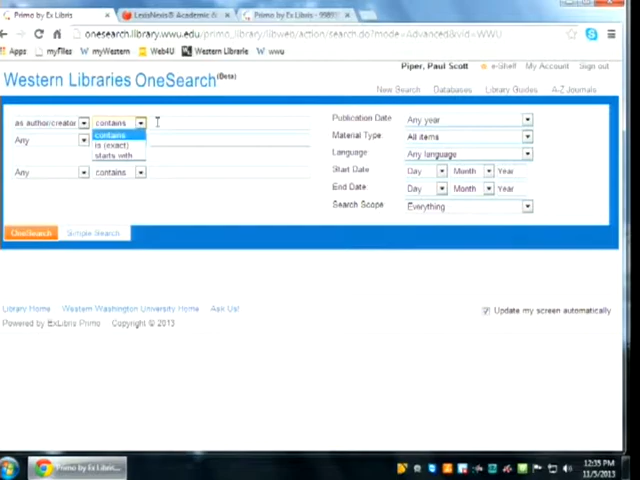 Primo by Ex Libris
LexisNexis® Academic
Primo by Ex Libris - 9989
onesearch.library.wwu.edu/primo_library/libweb/action/search.do?mode=Advanced&vid=WWU
Apps myFiles myWestern Web4U Western Librarie wwu
Piper, Paul Scott e-Shelf My Account Sign out
Western Libraries OneSearch (Beta)
New Search Databases Library Guides A-Z Journals
as author/creator contains
contains
is (exact)
starts with
Any
Any contains
Publication Date Any year
Material Type All items
Language Any language
Start Date Day Month Year
End Date Day Month Year
Search Scope Everything
OneSearch Simple Search
Library Home Western Washington University Home Ask Us!
Update my screen automatically
Powered by ExLibris Primo Copyright © 2013
Primo by Ex Libris
12:35 PM
11/5/2013